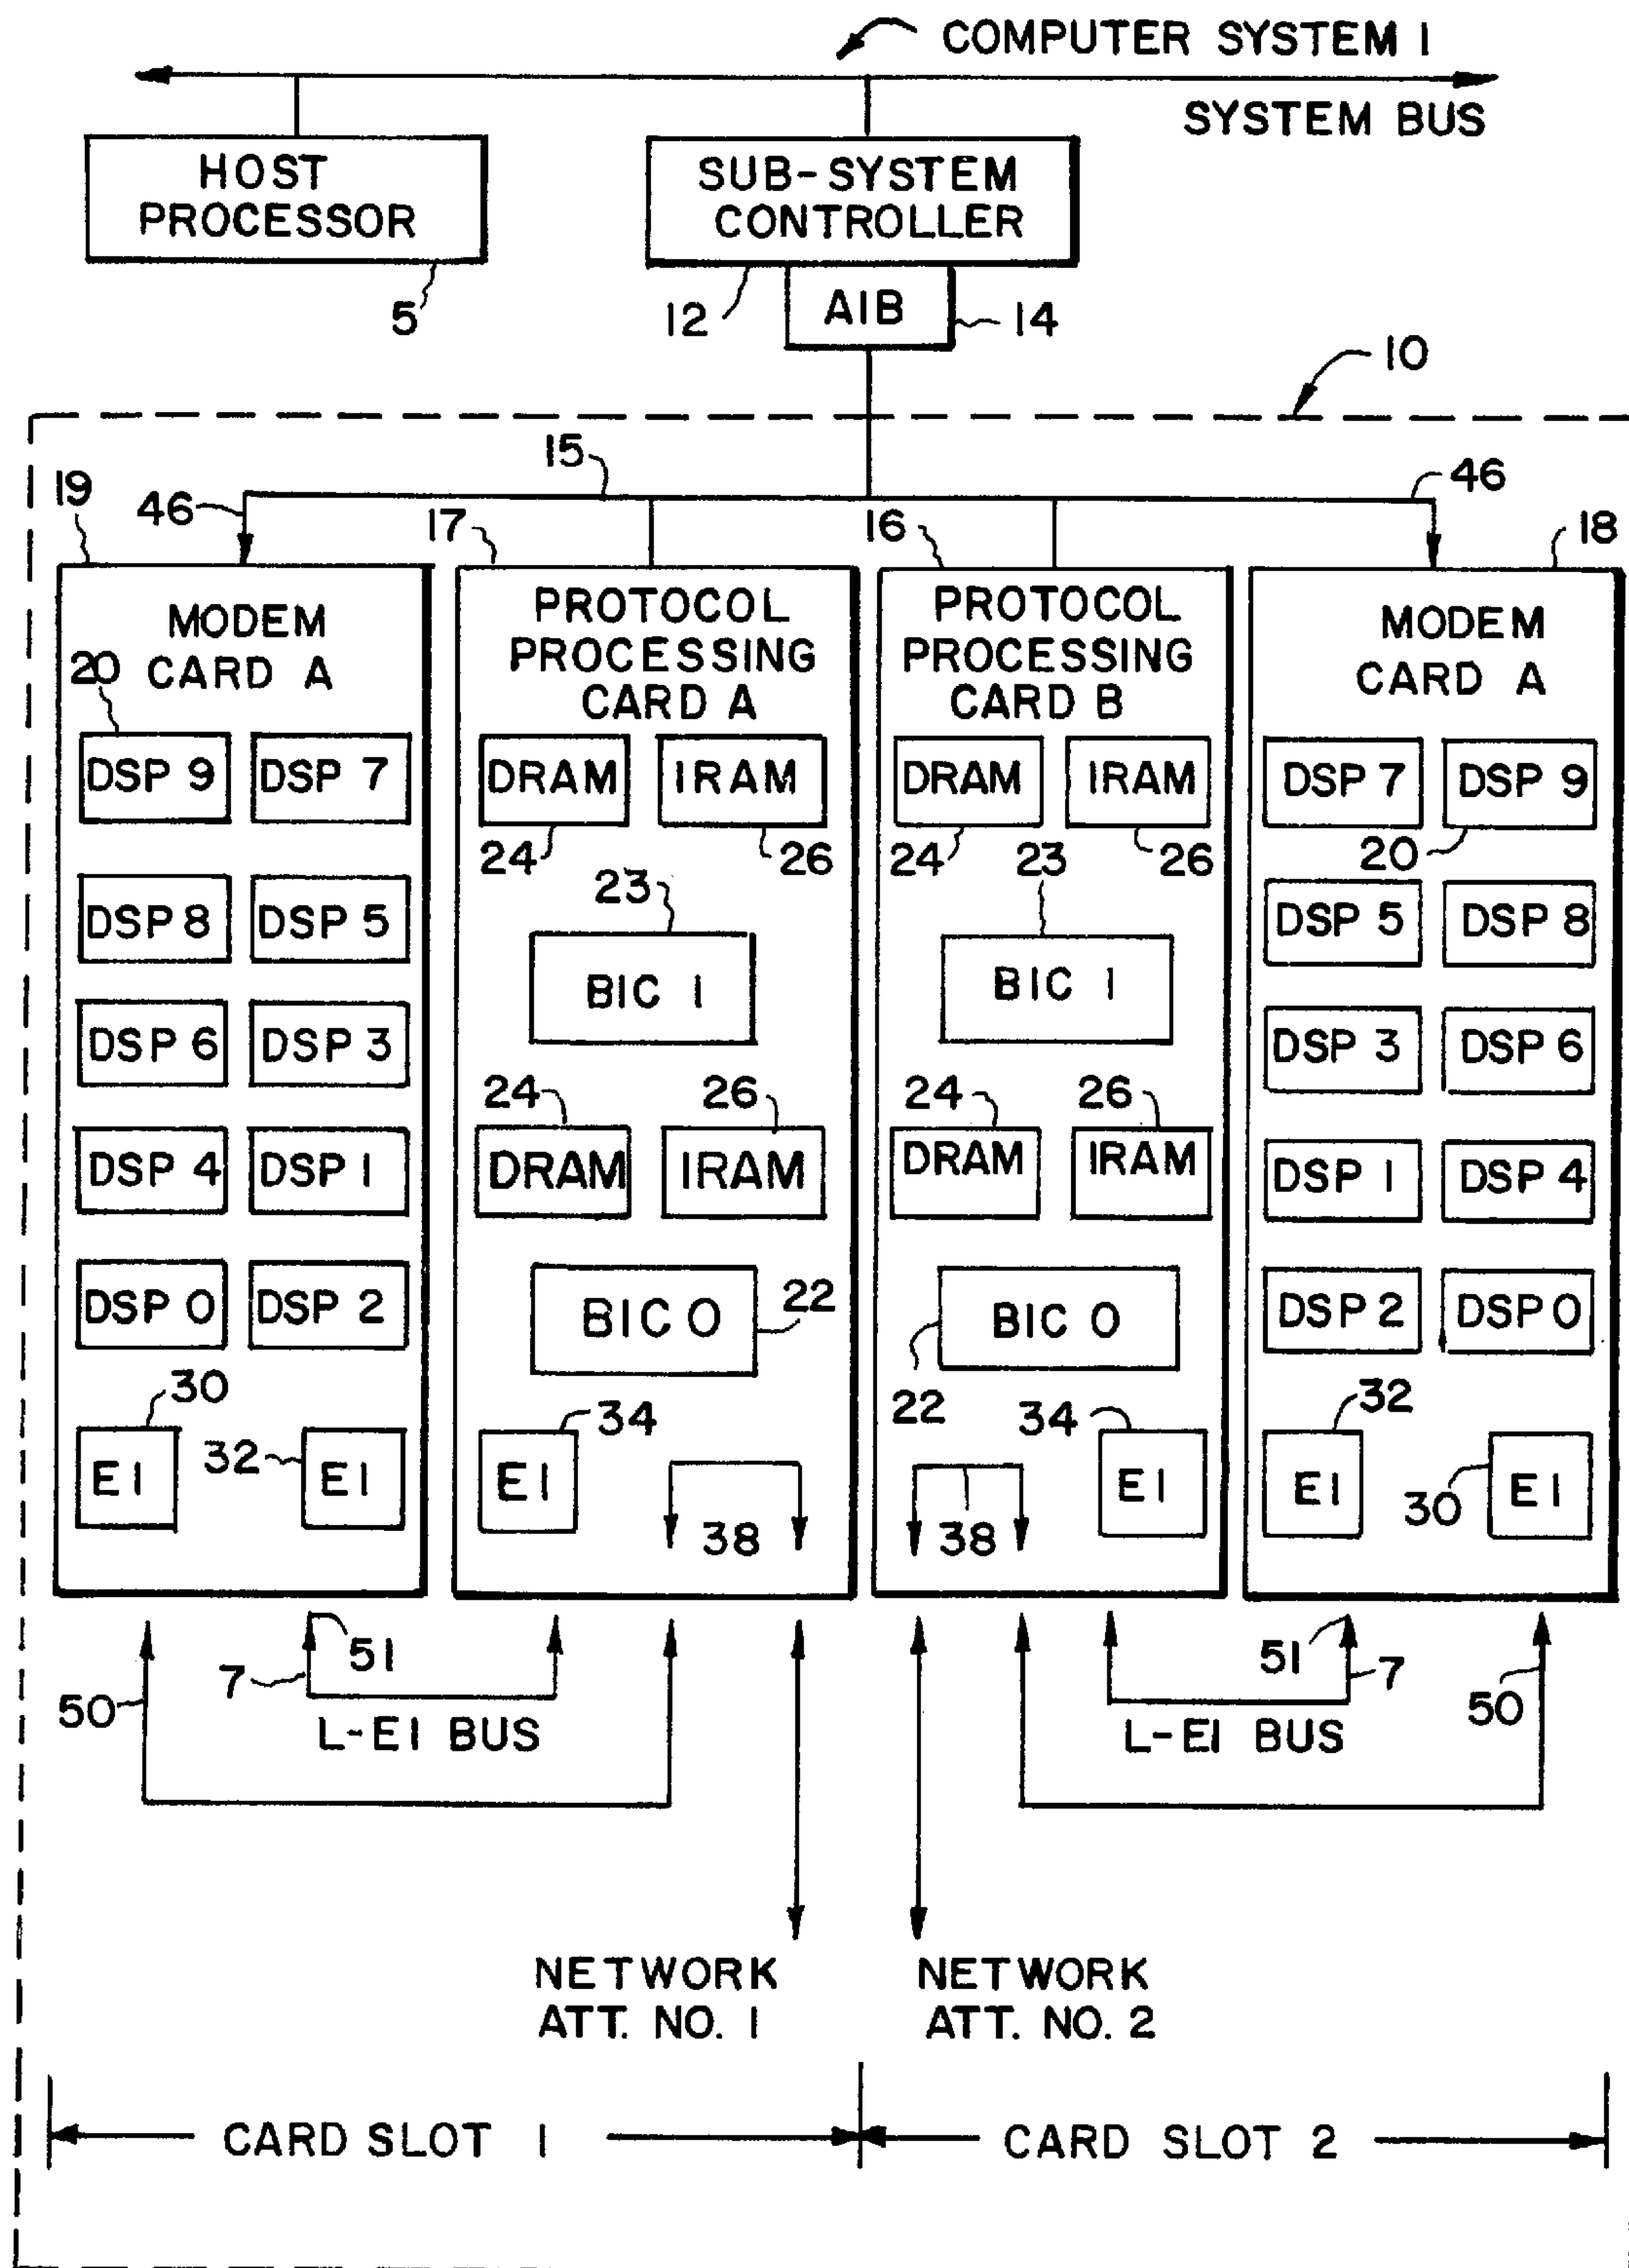 COMPUTER SYSTEM 1
SYSTEM BUS
HOST
PROCESSOR
5
SUB-SYSTEM
CONTROLLER
12
AIB
14
10
15
46
46
19
17
16
18
MODEM
CARD A
20
DSP 9
DSP 7
DSP 8
DSP 5
DSP 6
DSP 3
DSP 4
DSP 1
DSP 0
DSP 2
30
E1
32
E1
PROTOCOL
PROCESSING
CARD A
DRAM
IRAM
24
26
23
BIC 1
24
26
DRAM
IRAM
BIC 0
22
34
E1
38
PROTOCOL
PROCESSING
CARD B
DRAM
IRAM
24
23
26
BIC 1
24
26
DRAM
IRAM
BIC 0
22
34
38
E1
MODEM
CARD A
DSP 7
DSP 9
20
DSP 5
DSP 8
DSP 3
DSP 6
DSP 1
DSP 4
DSP 2
DSP 0
32
E1
30
E1
50
7
51
L-E1 BUS
51
7
50
L-E1 BUS
NETWORK
ATT. NO. 1
NETWORK
ATT. NO. 2
CARD SLOT 1
CARD SLOT 2